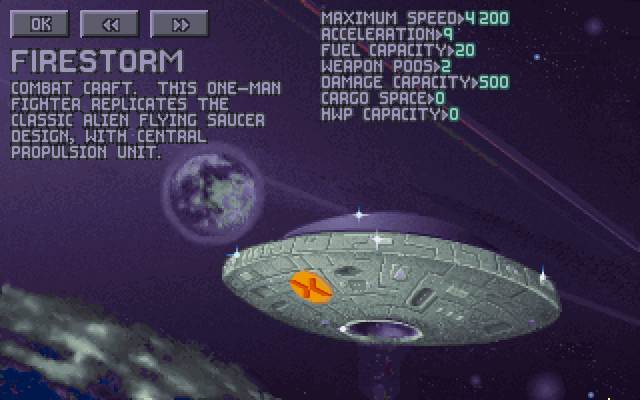 OK
FIRESTORM
COMBAT CRAFT. THIS ONE-MAN
FIGHTER REPLICATES THE
CLASSIC ALIEN FLYING SAUCER
DESIGN, WITH CENTRAL
PROPULSION UNIT.
MAXIMUM SPEED>4200
ACCELERATION>9
FUEL CAPACITY>20
WEAPON PODS>2
DAMAGE CAPACITY>500
CARGO SPACE>0
HWP CAPACITY>0